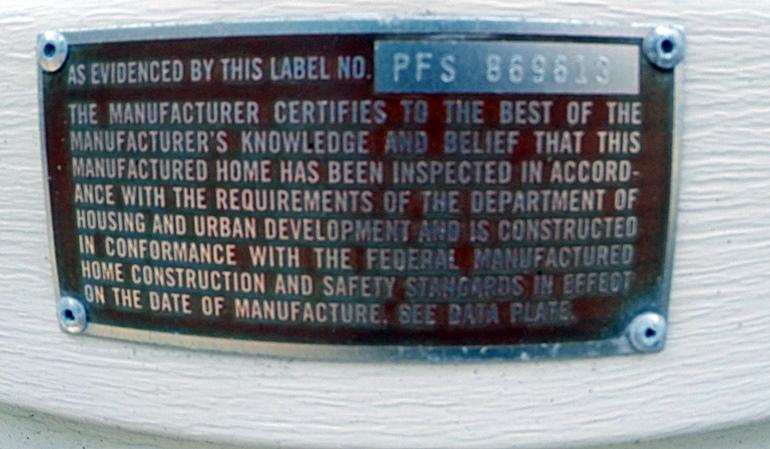 AS EVIDENCED BY THIS LABEL NO. PFS 869613
THE MANUFACTURER CERTIFIES TO THE BEST OF THE
MANUFACTURER'S KNOWLEDGE AND BELIEF THAT THIS
MANUFACTURED HOME HAS BEEN INSPECTED IN ACCORD-
ANCE WITH THE REQUIREMENTS OF THE DEPARTMENT OF
HOUSING AND URBAN DEVELOPMENT AND IS CONSTRUCTED
IN CONFORMANCE WITH THE FEDERAL MANUFACTURED
HOME CONSTRUCTION AND SAFETY STANDARDS IN EFFECT
ON THE DATE OF MANUFACTURE. SEE DATA PLATE.